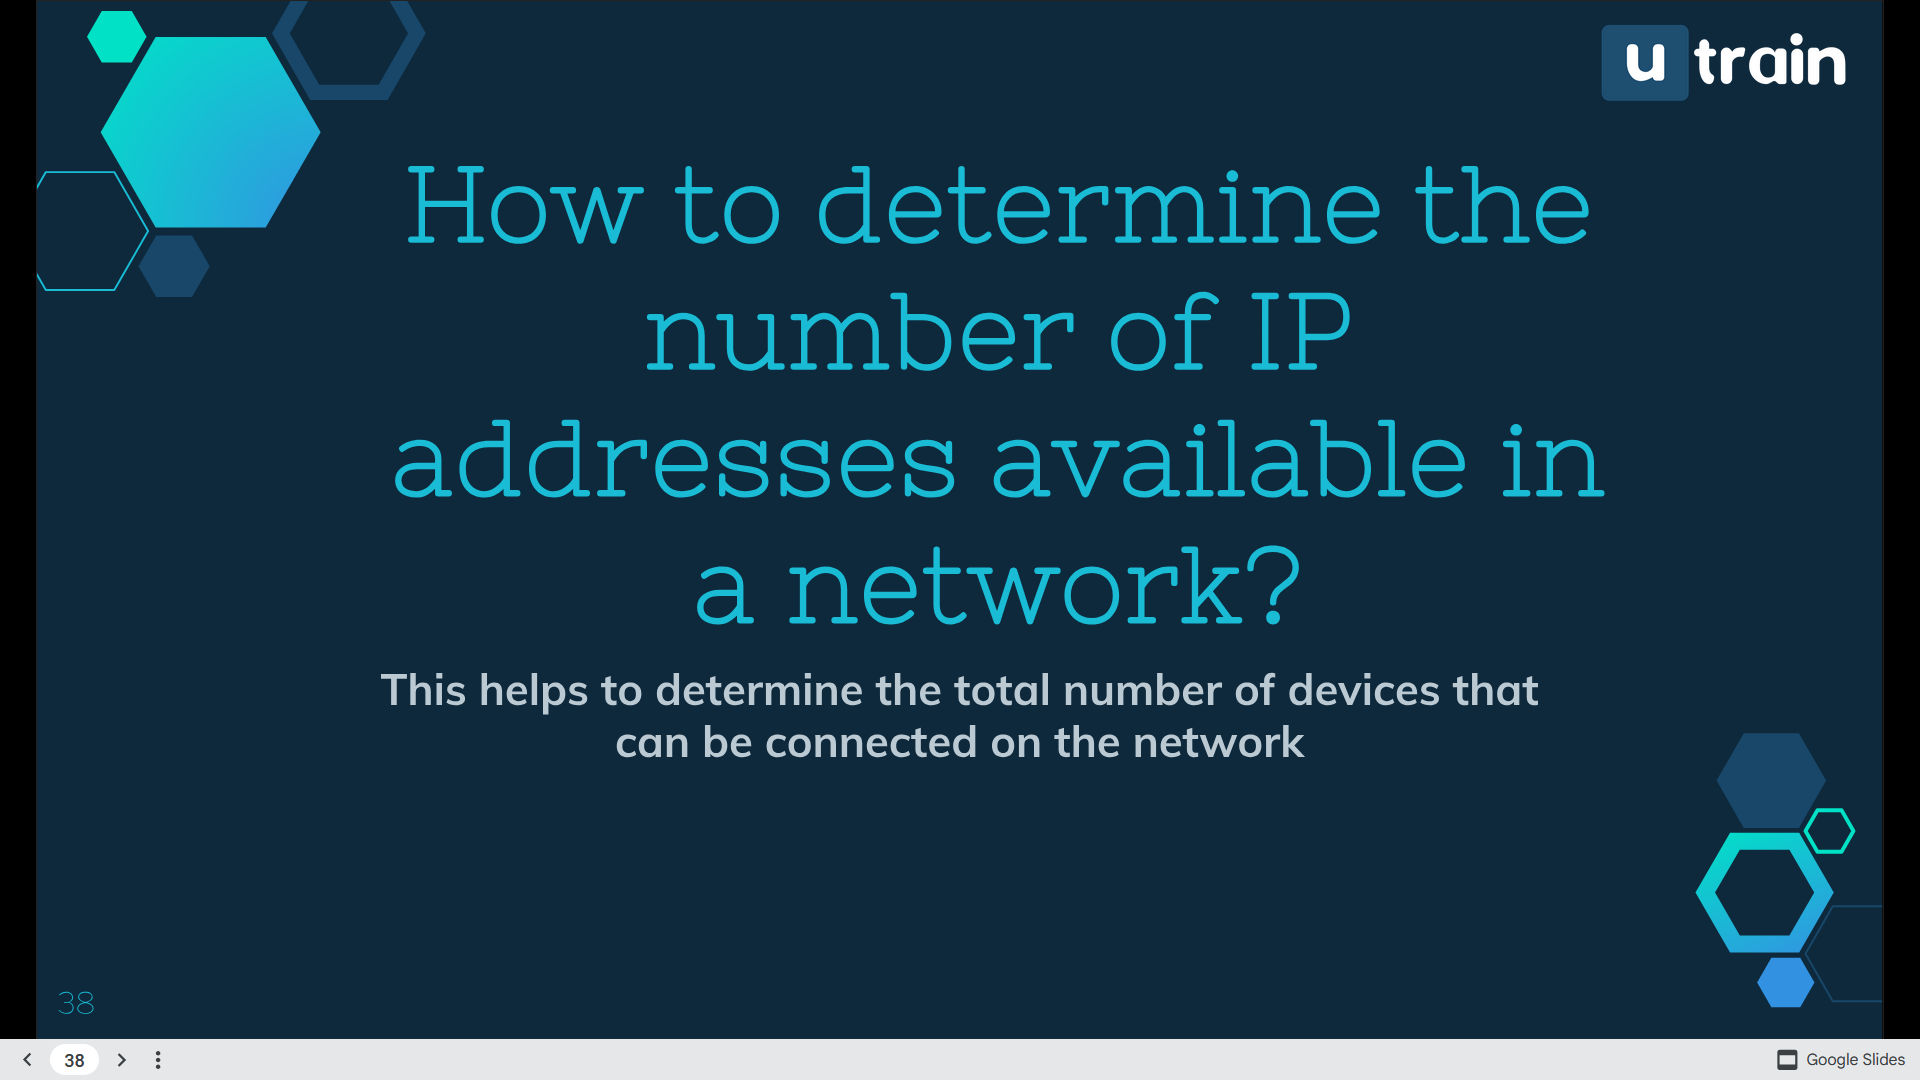 u train
How to determine the
number of IP
addresses available in
a network?
This helps to determine the total number of devices that
can be connected on the network
38
38
Google Slides